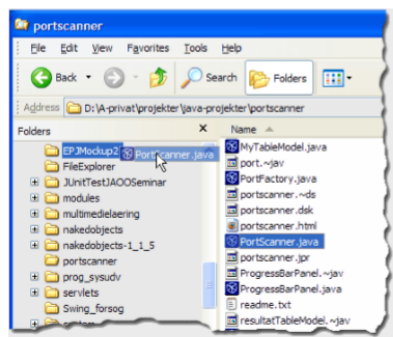 portscanner
File Edit View Favorites Tools Help
Back Search Folders
Address D:\A-privat\projekter\java-projekter\portscanner
Folders X Name
EPJMockup2
PortScanner.java
FileExplorer
JUnitTestJAOOSeminar
modules
multimedielaering
nakedobjects
nakedobjects-1_1_5
portscanner
prog_sysudv
servlets
Swing_forsog
MyTableModel.java
port.~jav
PortFactory.java
portscanner.~ds
portscanner.dsk
portscanner.html
PortScanner.java
portscanner.jpr
ProgressBarPanel.~jav
ProgressBarPanel.java
readme.txt
resultatTableModel.~jav